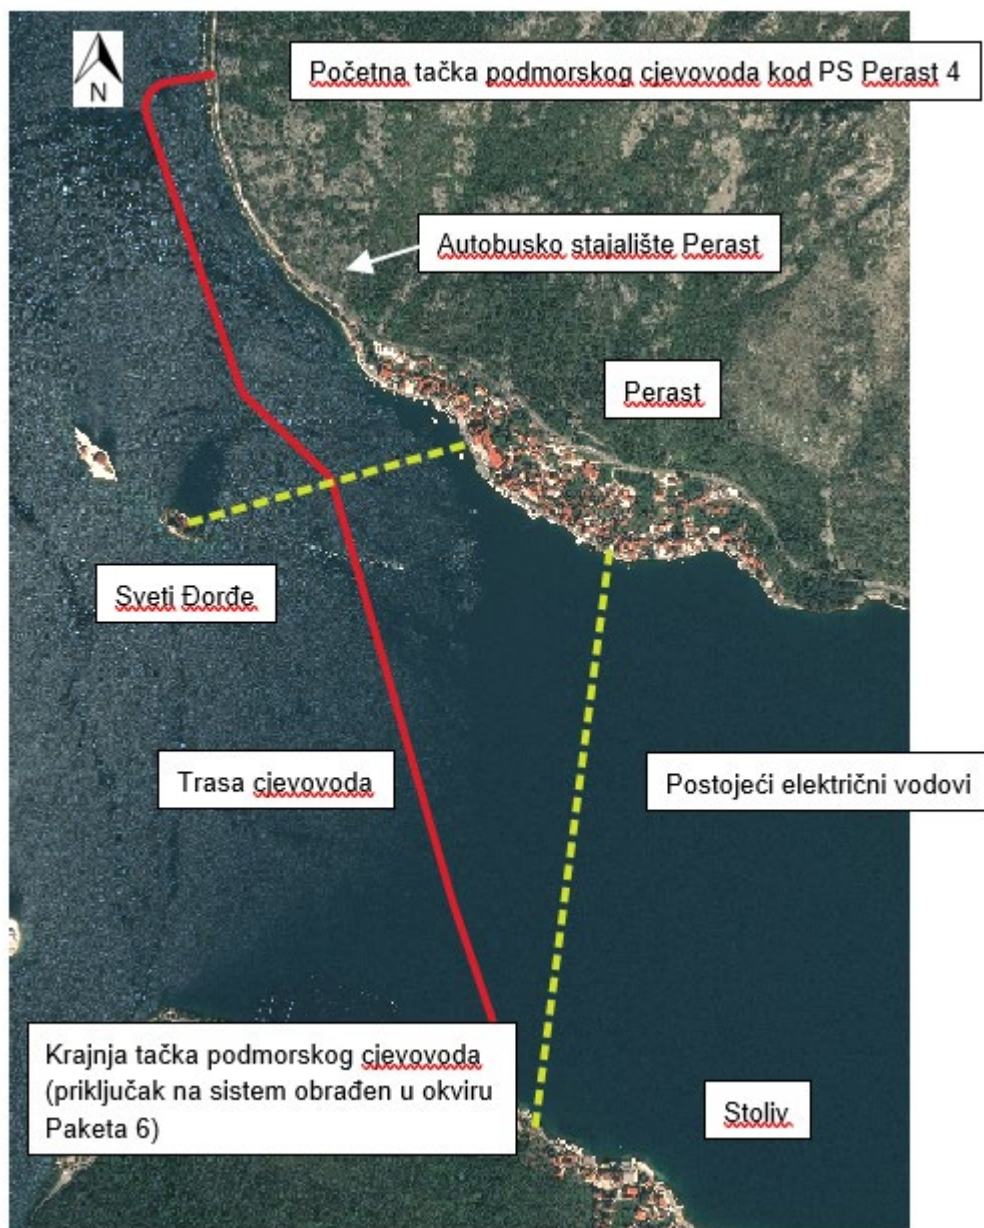 N
Početna tačka podmorskog cjevovoda kod PS Perast 4
Autobusko stajalište Perast
Perast
Sveti Đorđe
Trasa cjevovoda
Postojeći električni vodovi
Krajnja tačka podmorskog cjevovoda
(priključak na sistem obrađen u okviru
Paketa 6)
Stoliv